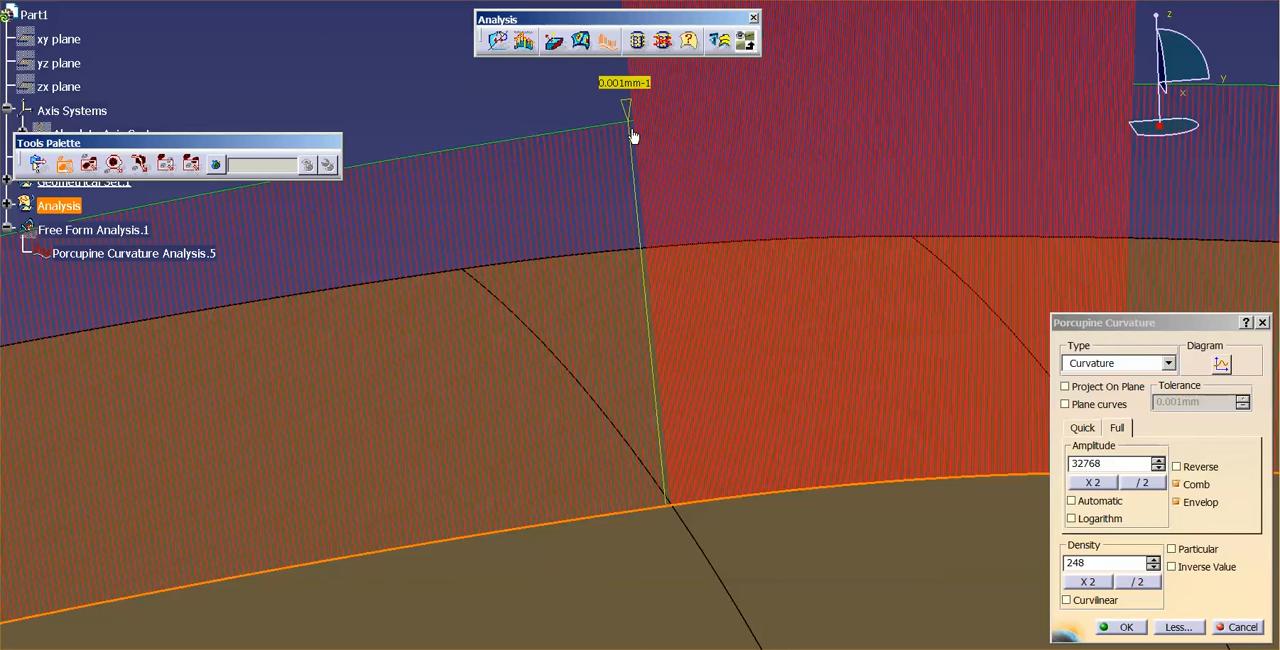 Part1
xy plane
yz plane
zx plane
Axis Systems
Tools Palette
Geometrical Set.1
Analysis
Free Form Analysis.1
Porcupine Curvature Analysis.5
Analysis
0.001mm-1
z
y
x
Porcupine Curvature
Type
Diagram
Curvature
Project On Plane
Tolerance
Plane curves
0.001mm
Quick
Full
Amplitude
32768
Reverse
X 2
/ 2
Comb
Automatic
Envelop
Logarithm
Density
Particular
248
Inverse Value
X 2
/ 2
Curvilinear
OK
Less...
Cancel